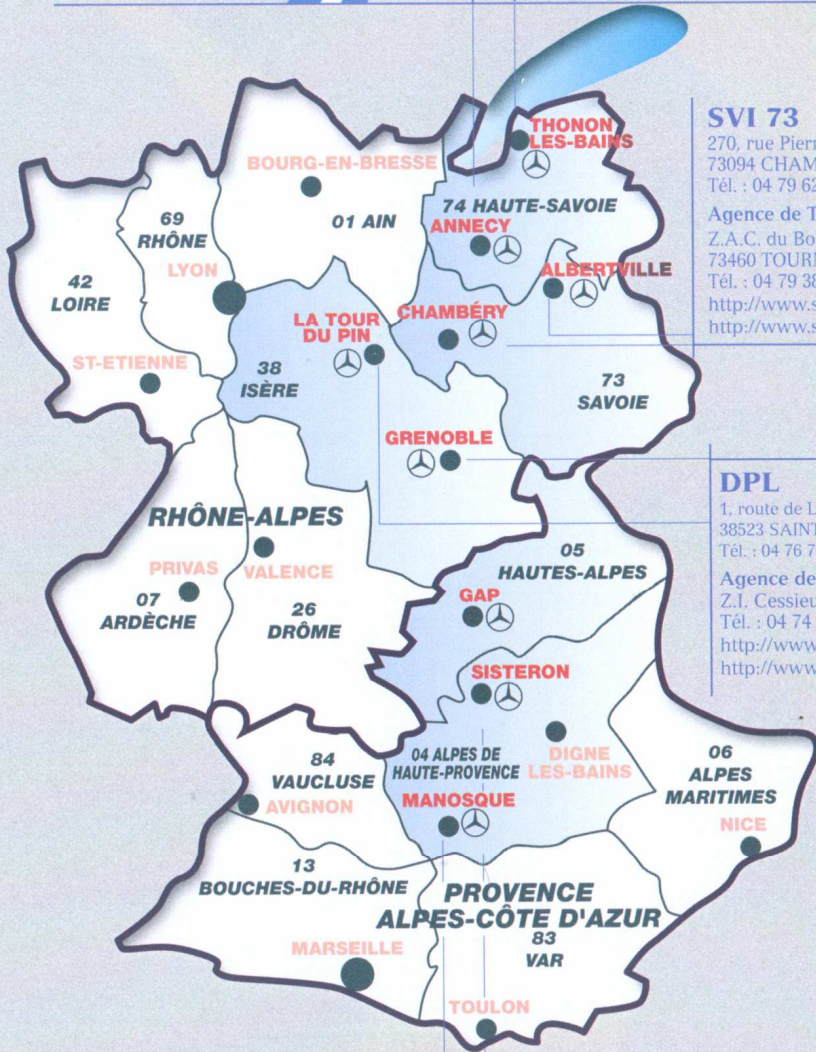 THONON
LES-BAINS
BOURG-EN-BRESSE
74 HAUTE-SAVOIE
01 AIN
69
RHÔNE
ANNECY
42
LOIRE
LYON
ALBERTVILLE
CHAMBÉRY
LA TOUR
DU PIN
ST-ETIENNE
38
ISÈRE
73
SAVOIE
GRENOBLE
RHÔNE-ALPES
05
HAUTES-ALPES
PRIVAS
VALENCE
07
ARDÈCHE
26
DRÔME
GAP
SISTERON
04 ALPES DE
HAUTE-PROVENCE
DIGNE
LES-BAINS
84
VAUCLUSE
06
ALPES
MARITIMES
AVIGNON
MANOSQUE
NICE
13
BOUCHES-DU-RHÔNE
PROVENCE
ALPES-CÔTE D'AZUR
83
VAR
MARSEILLE
TOULON
SVI 73
270, rue Pierr
73094 CHAM
Tél. : 04 79 62
Agence de T
Z.A.C. du Bo
73460 TOURN
Tél. : 04 79 38
http://www.s
http://www.s
DPL
1, route de L
38523 SAINT
Tél. : 04 76 7
Agence de
Z.I. Cessieu
Tél. : 04 74
http://www
http://www